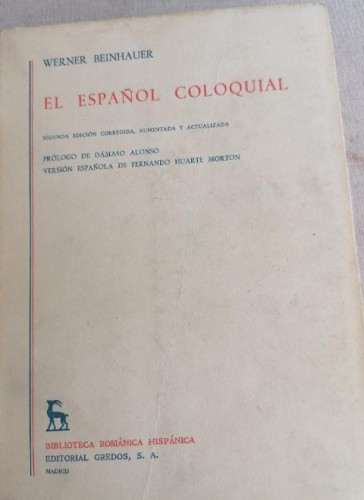 WERNER BEINHAUER
EL ESPAÑOL COLOQUIAL
SEGUNDA EDICIÓN CORREGIDA, AUMENTADA Y ACTUALIZADA
PRÓLOGO DE DÁMASO ALONSO
VERSIÓN ESPAÑOLA DE FERNANDO HUARTE MORTON
BIBLIOTECA ROMÁNICA HISPÁNICA
EDITORIAL GREDOS, S. A.
MADRID